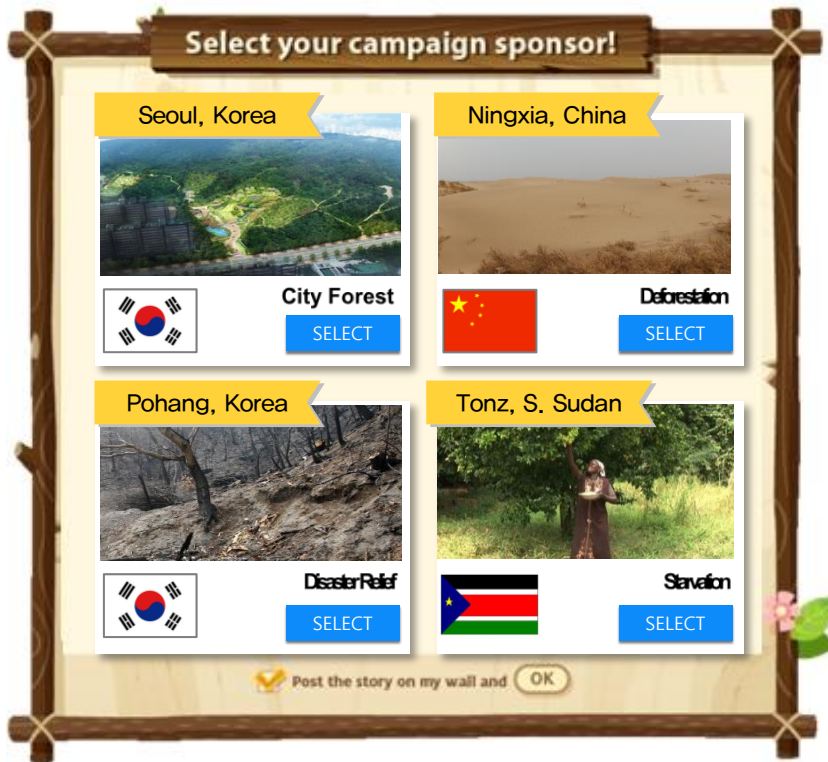 Select your campaign sponsor!
Seoul, Korea
City Forest
SELECT
Ningxia, China
Deforestation
SELECT
Pohang, Korea
Disaster Relief
SELECT
Tonz, S. Sudan
Starvation
SELECT
Post the story on my wall and OK